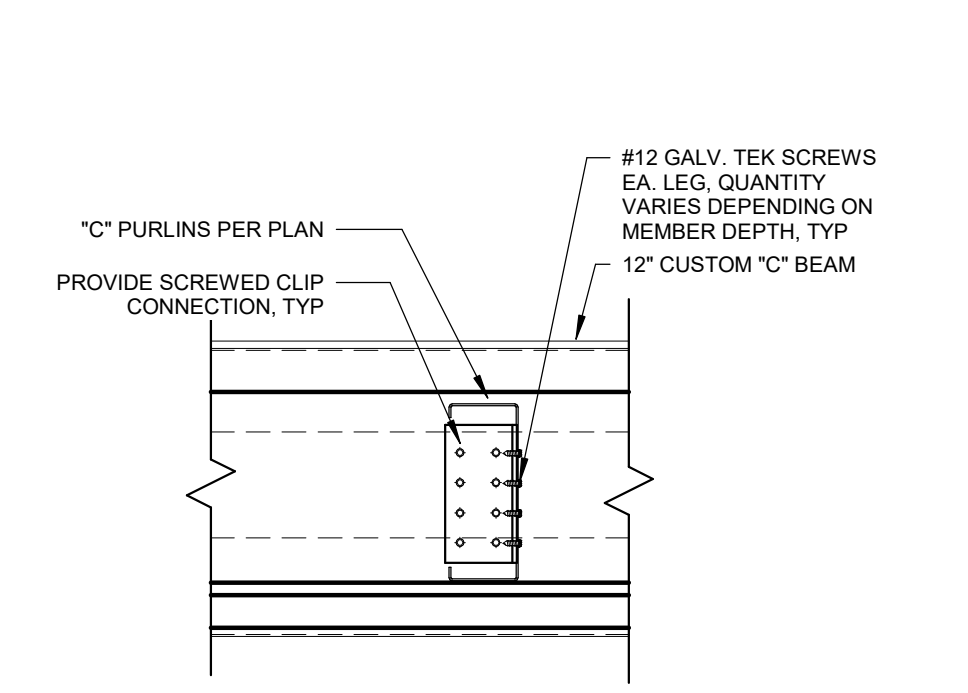 #12 GALV. TEK SCREWS
EA. LEG, QUANTITY
VARIES DEPENDING ON
MEMBER DEPTH, TYP
"C" PURLINS PER PLAN
12" CUSTOM "C" BEAM
PROVIDE SCREWED CLIP
CONNECTION, TYP